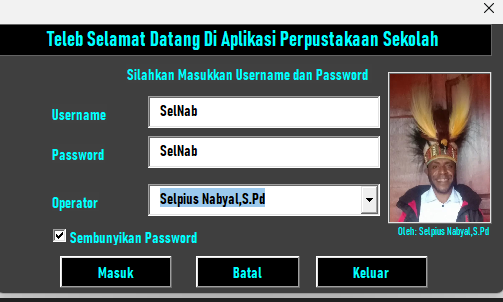 Teleb Selamat Datang Di Aplikasi Perpustakaan Sekolah
Silahkan Masukkan Username dan Password
Username
SelNab
Password
SelNab
Operator
Selpius Nabyal,S.Pd
Oleh: Selpius Nabyal,S.Pd
Sembunyikan Password
Masuk
Batal
Keluar